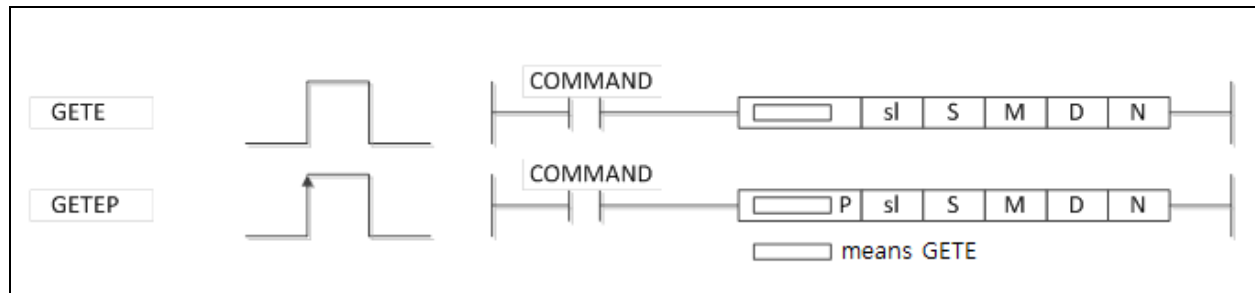 COMMAND
GETE sl S M D N
COMMAND
GETEP P sl S M D N
means GETE